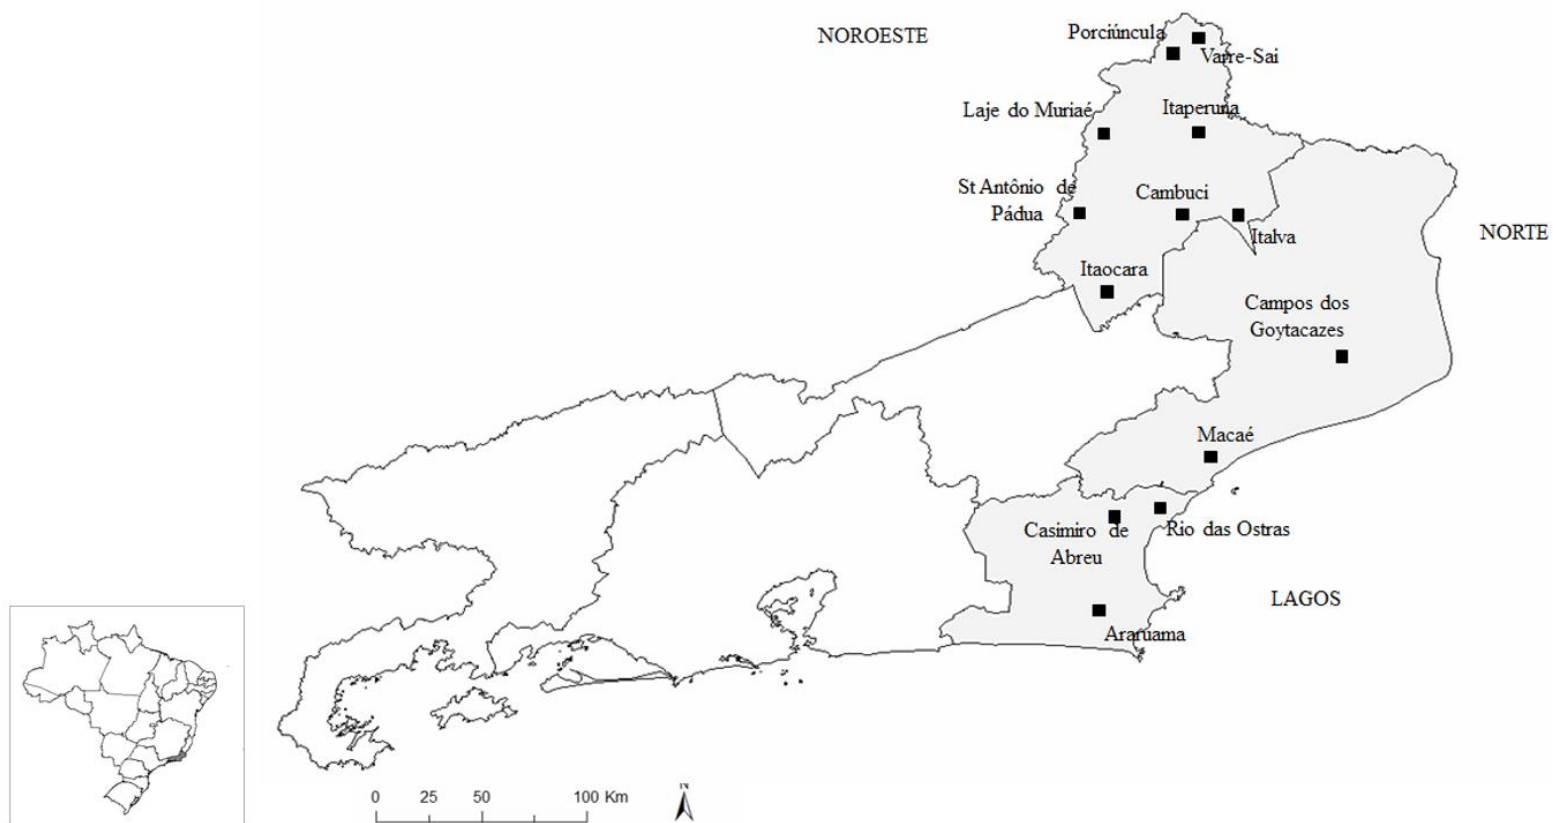 NOROESTE
Porciúncula
Varre-Sai
Laje do Muriaé
Itaperuna
St Antônio de
Pádua
Cambuci
Italva
NORTE
Itaocara
Campos dos
Goytacazes
Macaé
Casimiro de
Abreu
Rio das Ostras
LAGOS
Araruama
0 25 50 100 Km
N